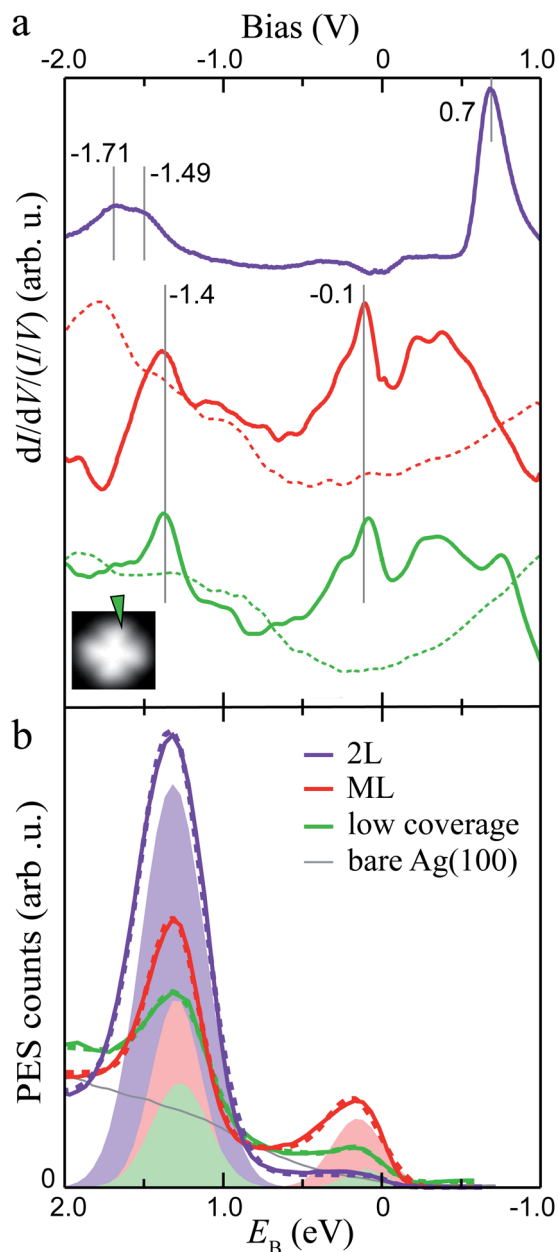 a
Bias (V)
2.0 -1.0 0 1.0
-1.71
-1.49
0.7
-1.4
-0.1
dI/dV/(I/V) (arb. u.)
b
2L
ML
low coverage
bare Ag(100)
PES counts (arb .u.)
0
2.0 1.0 0 -1.0
E_B (eV)